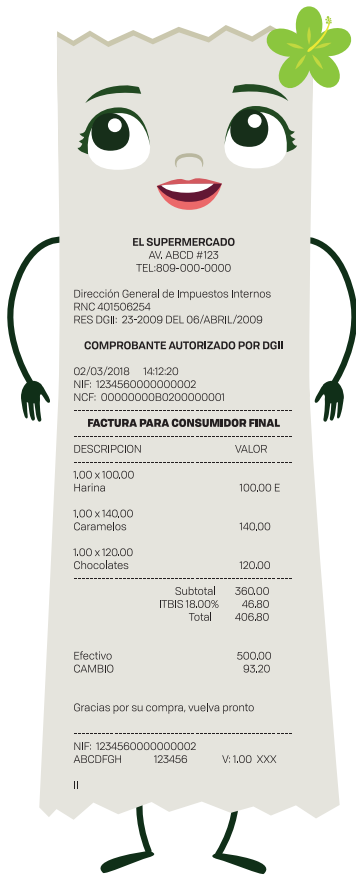 EL SUPERMERCADO
AV. ABCD #123
TEL:809-000-0000
Dirección General de Impuestos Internos
RNC 401506254
RES DGII: 23-2009 DEL 06/ABRIL/2009
COMPROBANTE AUTORIZADO POR DGII
02/03/2018 14:12:20
NIF: 1234560000000002
NCF: 00000000B0200000001
FACTURA PARA CONSUMIDOR FINAL
DESCRIPCION VALOR
1.00 x 100.00
Harina 100.00 E
1.00 x 140.00
Caramelos 140.00
1.00 x 120.00
Chocolates 120.00
Subtotal 360.00
ITBIS 18.00% 46.80
Total 406.80
Efectivo 500.00
CAMBIO 93.20
Gracias por su compra, vuelva pronto
NIF: 1234560000000002
ABCDFGH 123456 V: 1.00 XXX
II